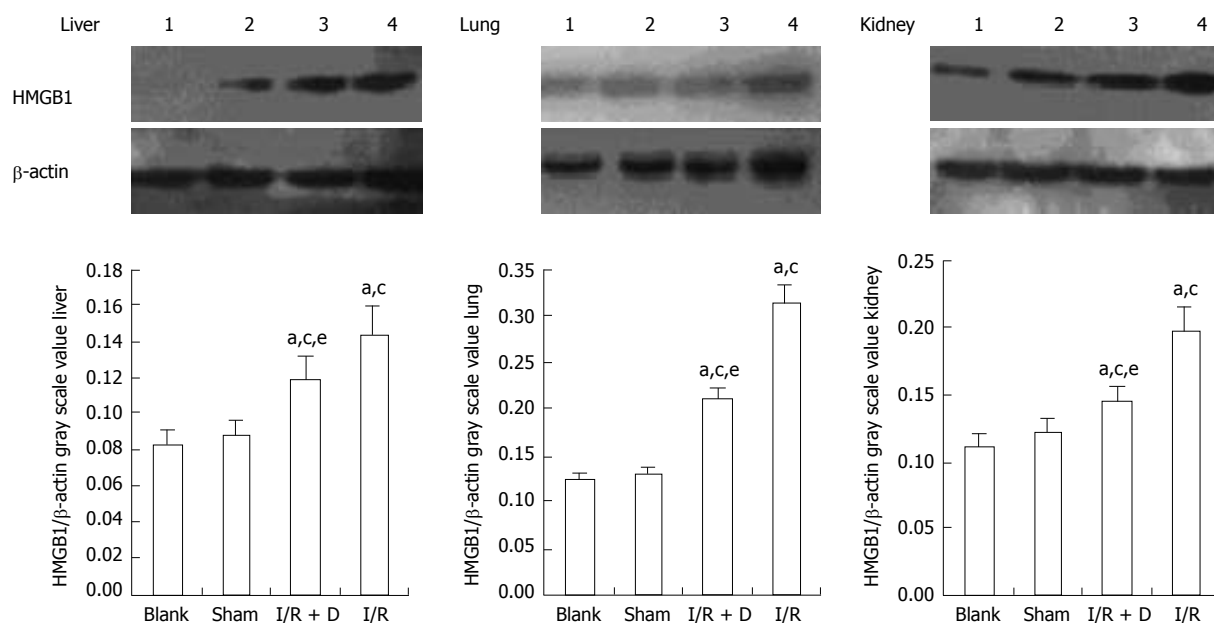 Liver 1 2 3 4
Lung 1 2 3 4
Kidney 1 2 3 4
HMGB1
β-actin
HMGB1/β-actin gray scale value liver
0.18
0.16
0.14
0.12
0.10
0.08
0.06
0.04
0.02
0.00
a,c,e
a,c
Blank Sham I/R + D I/R
HMGB1/β-actin gray scale value lung
0.35
0.30
0.25
0.20
0.15
0.10
0.05
0.00
a,c,e
a,c
Blank Sham I/R + D I/R
HMGB1/β-actin gray scale value kidney
0.25
0.20
0.15
0.10
0.05
0.00
a,c,e
a,c
Blank Sham I/R + D I/R